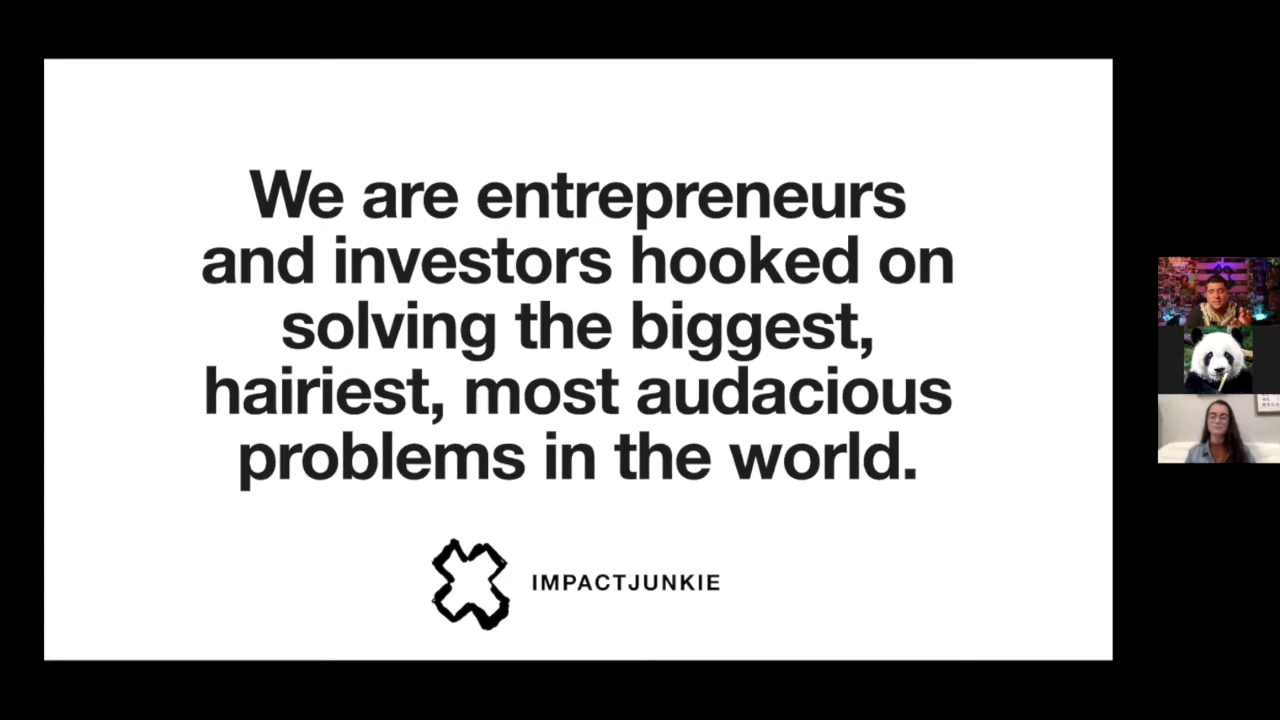 We are entrepreneurs
and investors hooked on
solving the biggest,
hairiest, most audacious
problems in the world.
IMPACTJUNKIE